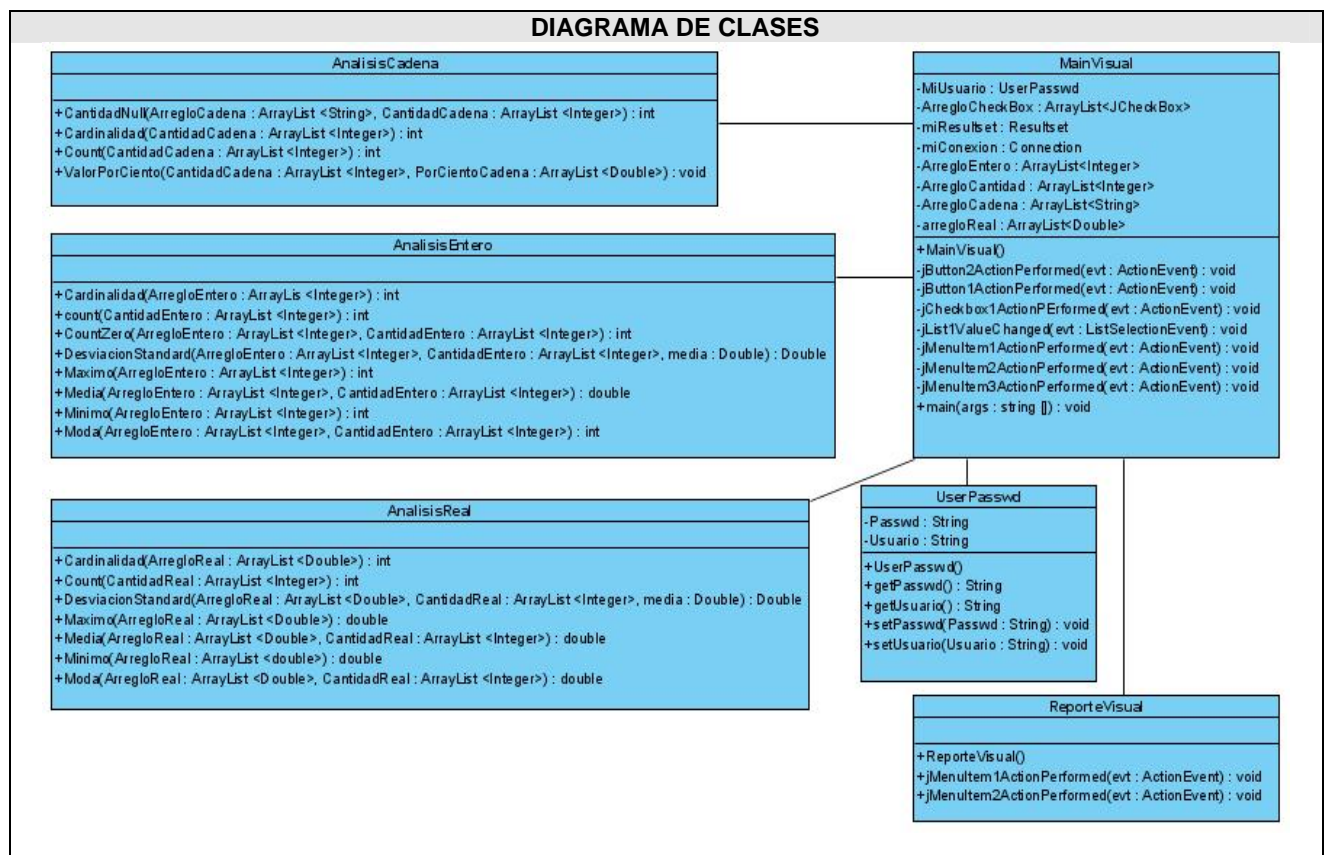 DIAGRAMA DE CLASES
AnalisisCadena
+CantidadNull(ArregloCadena : ArrayList <String>, CantidadCadena : ArrayList <Integer>) : int
+Cardinalidad(CantidadCadena : ArrayList <Integer>) : int
+Count(CantidadCadena : ArrayList <Integer>) : int
+ValorPorCiento(CantidadCadena : ArrayList <Integer>, PorCientoCadena : ArrayList <Double>) : void
MainVisual
-MiUsuario : UserPasswd
-ArregloCheckBox : ArrayList<JCheckBox>
-miResultset : Resultset
-miConexion : Connection
-ArregloEntero : ArrayList<Integer>
-ArregloCantidad : ArrayList<Integer>
-ArregloCadena : ArrayList<String>
-arregloReal : ArrayList<Double>
+MainVisual()
-jButton2ActionPerformed(evt : ActionEvent) : void
-jButton1ActionPerformed(evt : ActionEvent) : void
-jCheckbox1ActionPErformed(evt : ActionEvent) : void
-jList1ValueChanged(evt : ListSelectionEvent) : void
-jMenuItem1ActionPerformed(evt : ActionEvent) : void
-jMenuItem2ActionPerformed(evt : ActionEvent) : void
-jMenuItem3ActionPerformed(evt : ActionEvent) : void
+main(args : string []) : void
AnalisisEntero
+Cardinalidad(ArregloEntero : ArrayLis <Integer>) : int
+count(CantidadEntero : ArrayList <Integer>) : int
+CountZero(ArregloEntero : ArrayList <Integer>, CantidadEntero : ArrayList <Integer>) : int
+DesviacionStandard(ArregloEntero : ArrayList <Integer>, CantidadEntero : ArrayList <Integer>, media : Double) : Double
+Maximo(ArregloEntero : ArrayList <Integer>) : int
+Media(ArregloEntero : ArrayList <Integer>, CantidadEntero : ArrayList <Integer>) : double
+Minimo(ArregloEntero : ArrayList <Integer>) : int
+Moda(ArregloEntero : ArrayList <Integer>, CantidadEntero : ArrayList <Integer>) : int
AnalisisReal
+Cardinalidad(ArregloReal : ArrayList <Double>) : int
+Count(CantidadReal : ArrayList <Integer>) : int
+DesviacionStandard(ArregloReal : ArrayList <Double>, CantidadReal : ArrayList <Integer>, media : Double) : Double
+Maximo(ArregloReal : ArrayList <Double>) : double
+Media(ArregloReal : ArrayList <Double>, CantidadReal : ArrayList <Integer>) : double
+Minimo(ArregloReal : ArrayList <double>) : double
+Moda(ArregloReal : ArrayList <Double>, CantidadReal : ArrayList <Integer>) : double
UserPasswd
-Passwd : String
-Usuario : String
+UserPasswd()
+getPasswd() : String
+getUsuario() : String
+setPasswd(Passwd : String) : void
+setUsuario(Usuario : String) : void
ReporteVisual
+ReporteVisual()
+jMenuItem1ActionPerformed(evt : ActionEvent) : void
+jMenuItem2ActionPerformed(evt : ActionEvent) : void